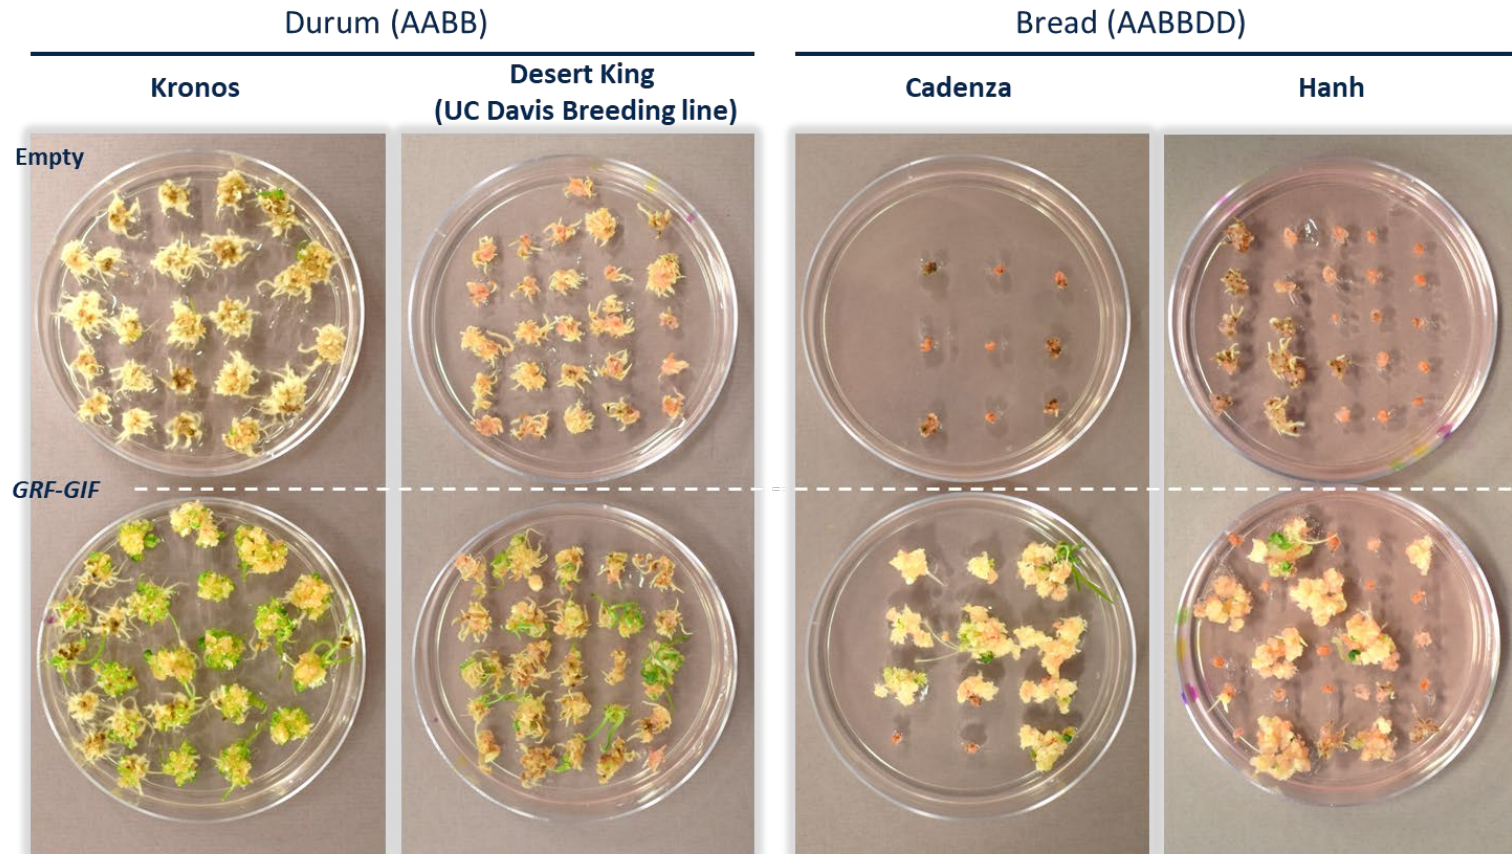 Durum (AABB)
Bread (AABBDD)
Kronos
Desert King
(UC Davis Breeding line)
Cadenza
Hanh
Empty
GRF-GIF